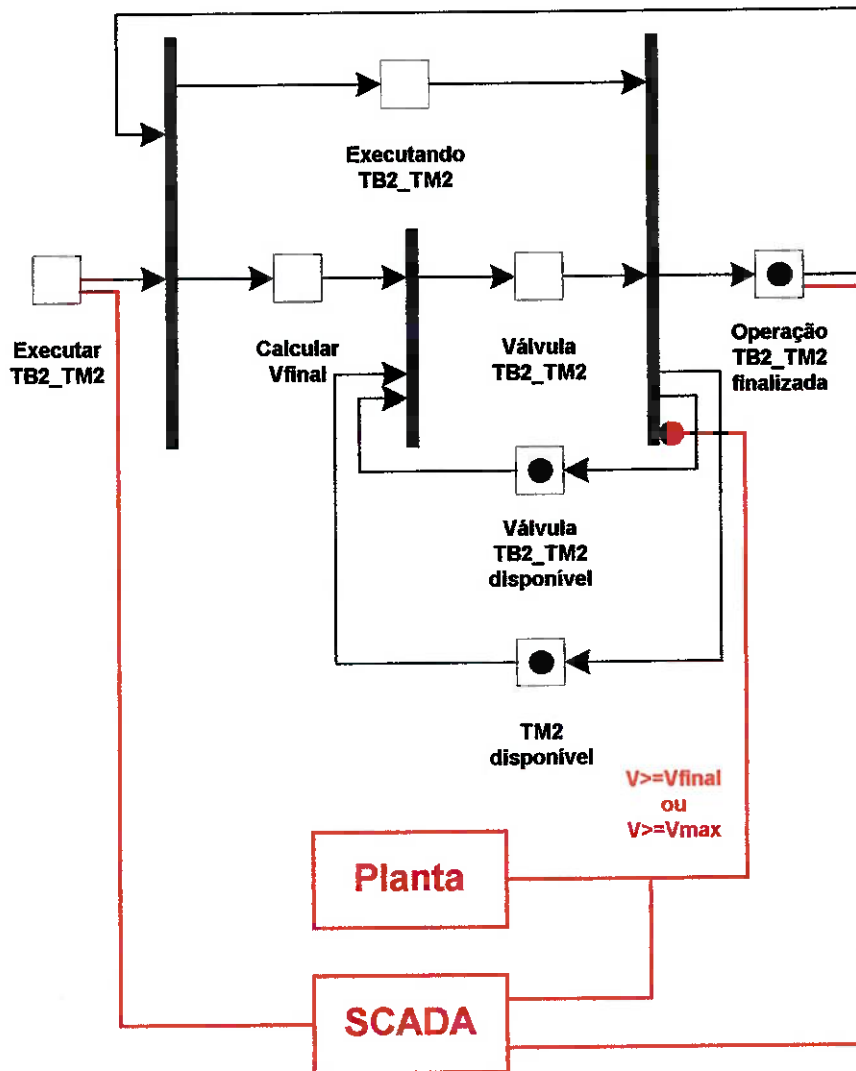 Executando
TB2_TM2
Executar
TB2_TM2
Calcular
Vfinal
Válvula
TB2_TM2
Operação
TB2_TM2
finalizada
Válvula
TB2_TM2
disponível
TM2
disponível
V>=Vfinal
ou
V>=Vmax
Planta
SCADA